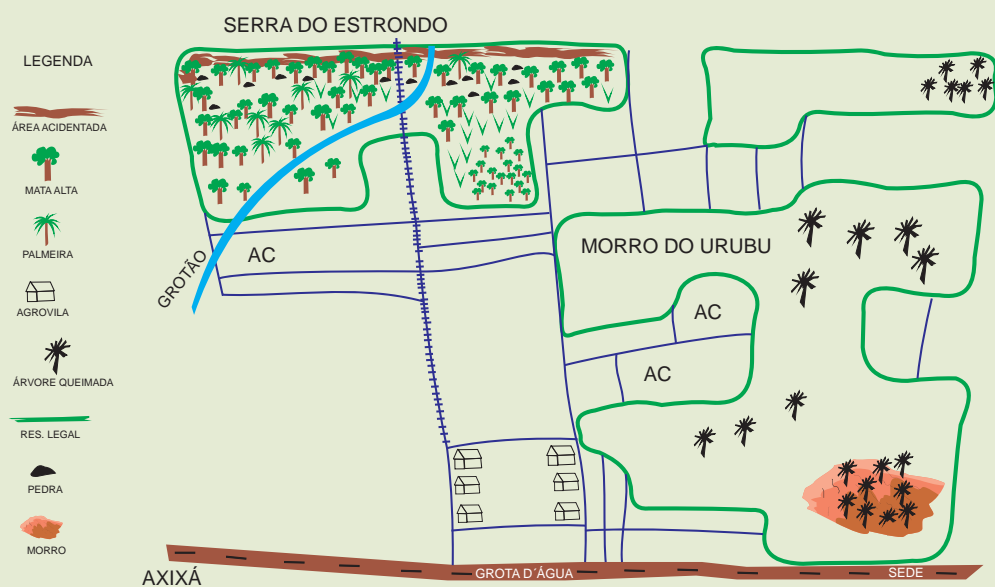 SERRA DO ESTRONDO
LEGENDA
ÁREA ACIDENTADA
MATA ALTA
PALMEIRA
AGROVILA
ÁRVORE QUEIMADA
RES. LEGAL
PEDRA
MORRO
GROTÃO
AC
MORRO DO URUBU
AC
AC
AXIXÁ
GROTA D´ÁGUA
SEDE